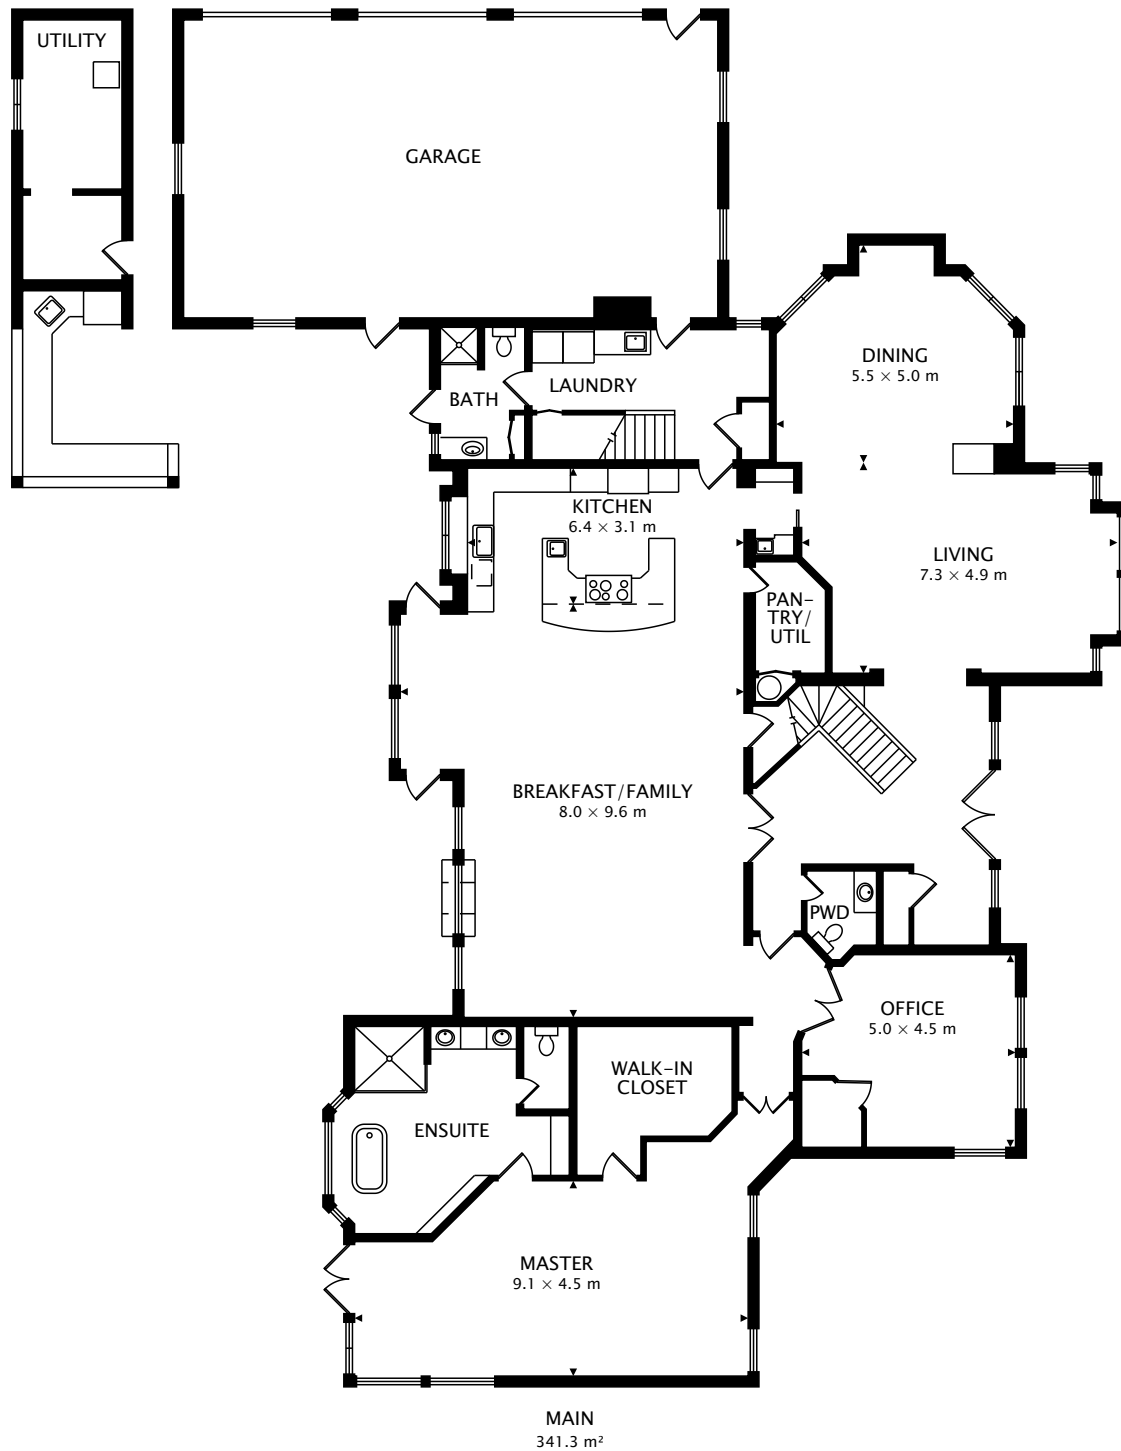 UTILITY
GARAGE
DINING
5.5 × 5.0 m
BATH
LAUNDRY
KITCHEN
6.4 × 3.1 m
LIVING
7.3 × 4.9 m
PAN-
TRY/
UTIL
BREAKFAST/FAMILY
8.0 × 9.6 m
PWD
OFFICE
5.0 × 4.5 m
WALK-IN
CLOSET
ENSUITE
MASTER
9.1 × 4.5 m
MAIN
341.3 m²